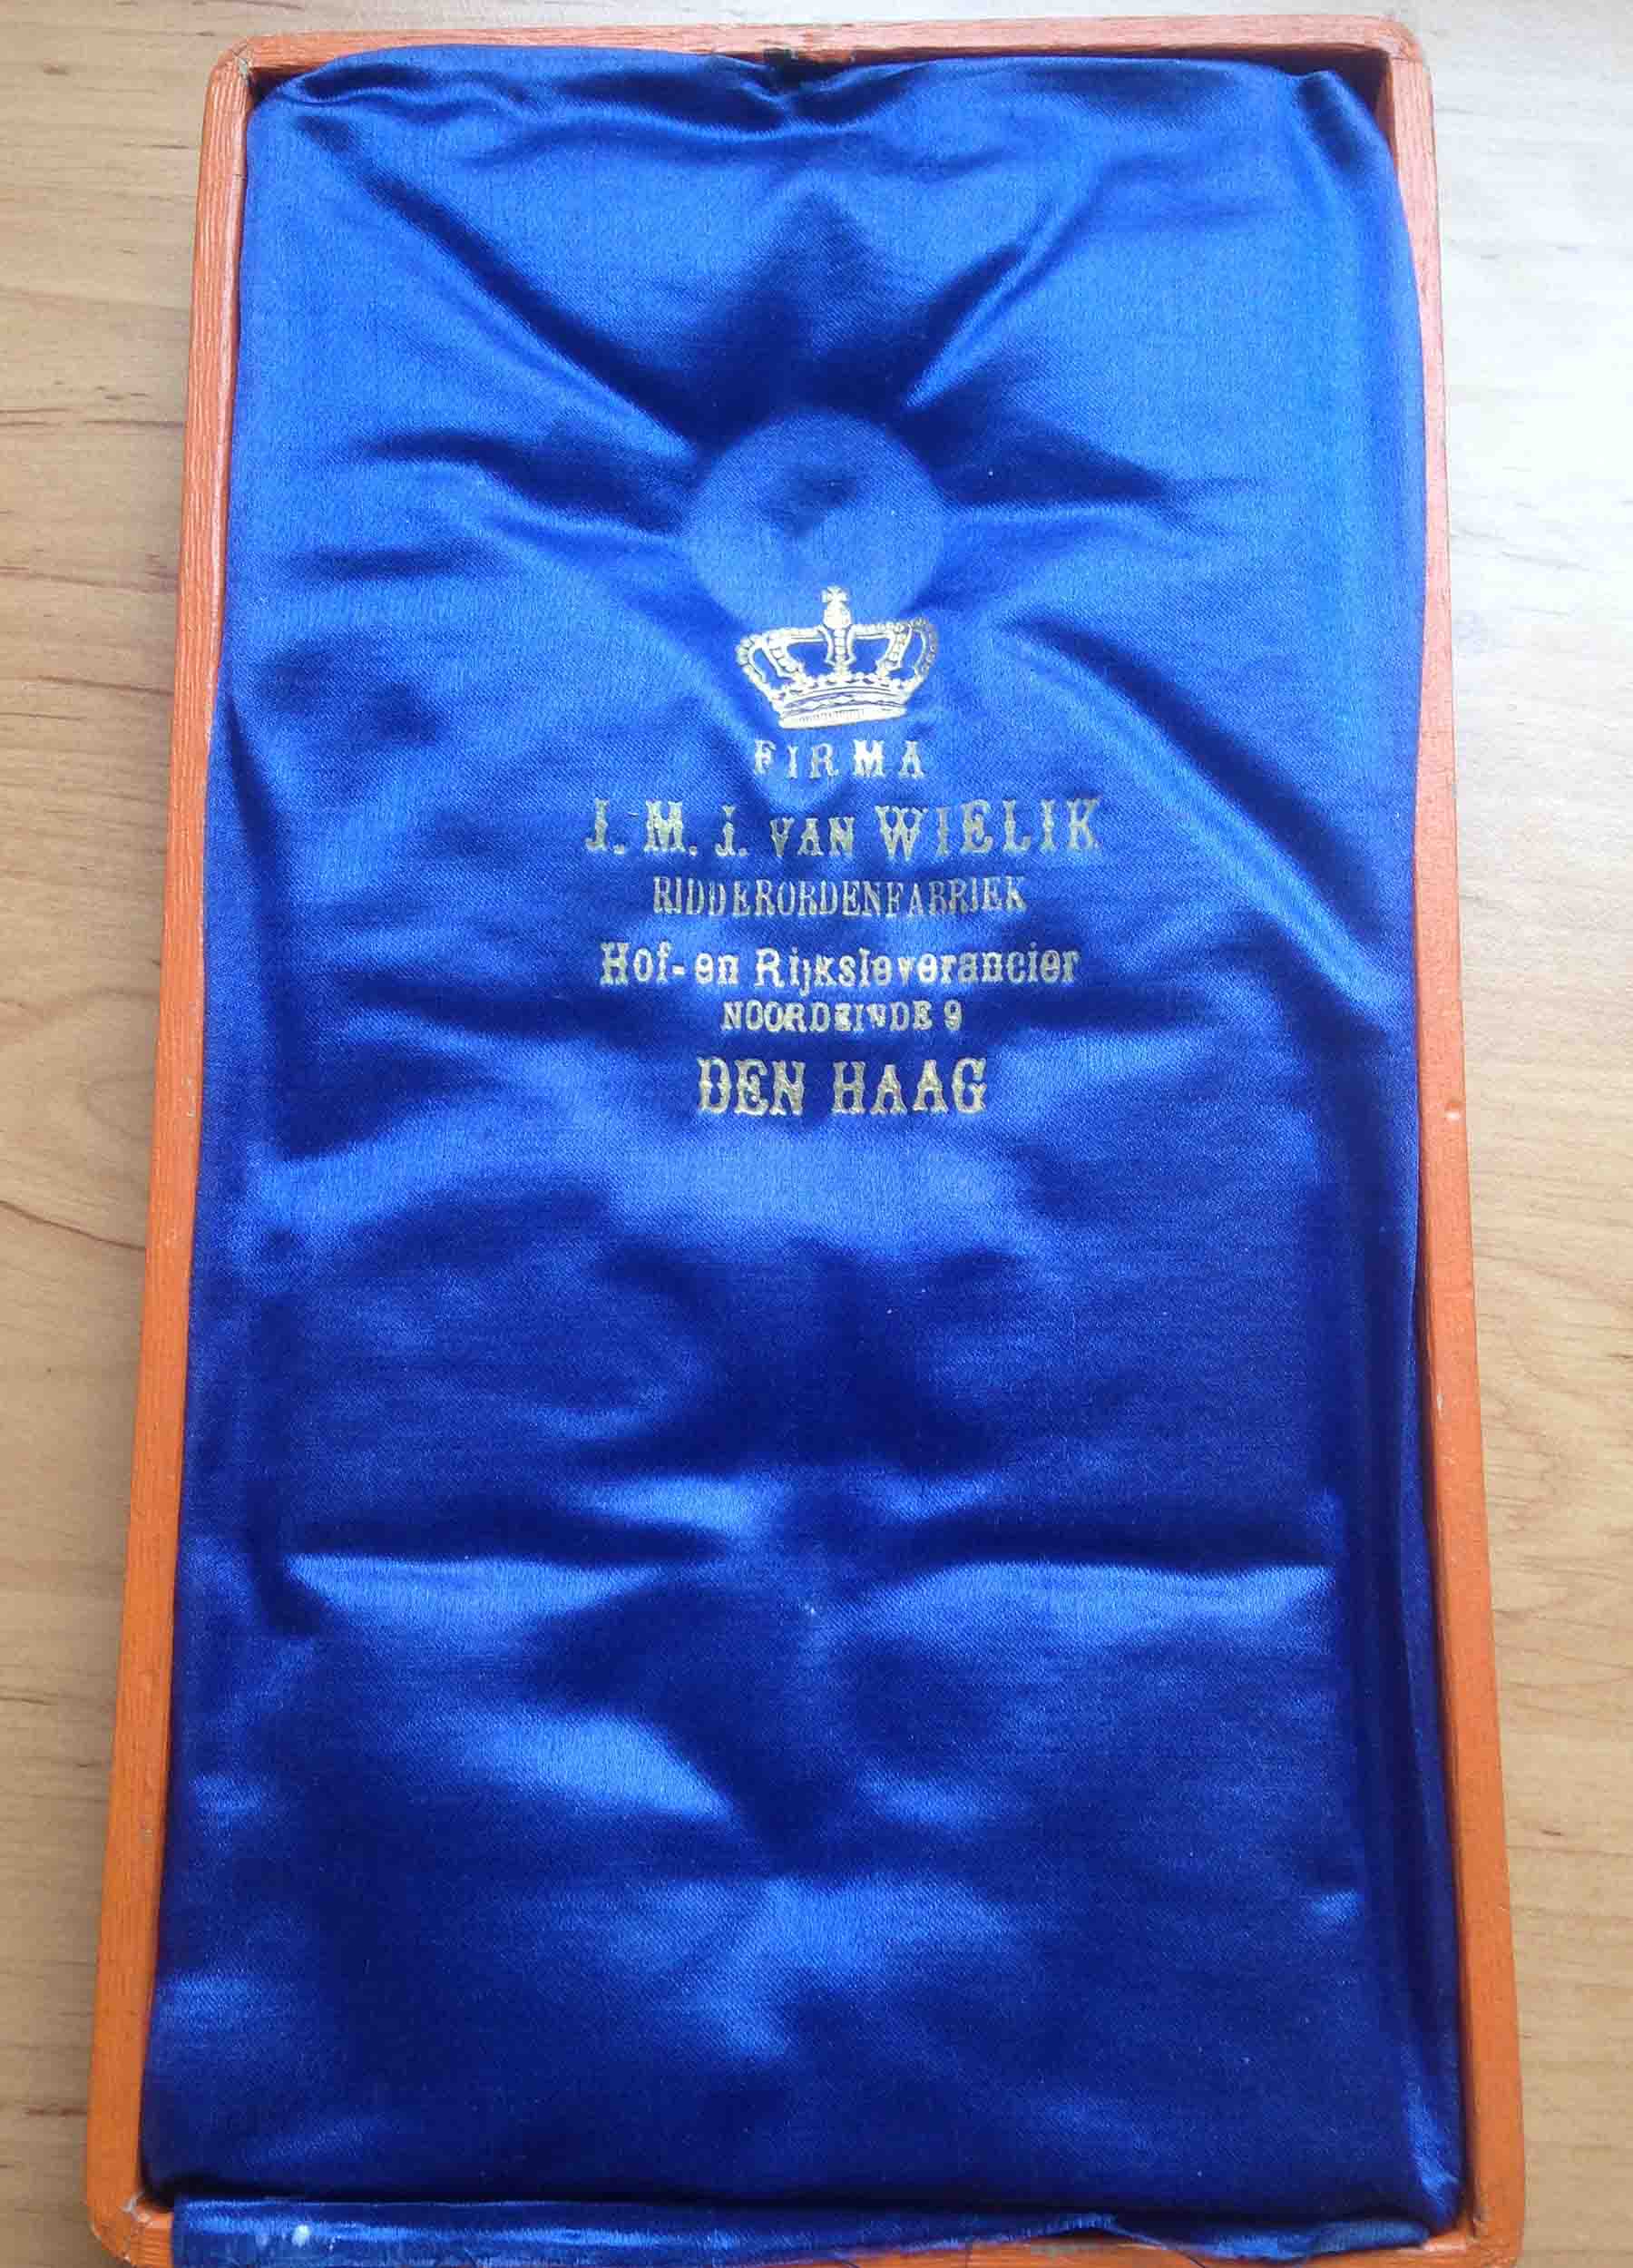 FIRMA
J. M. J. VAN WIELIK
RIDDERORDENFABRIEK
Hof- en Rijksleverancier
NOORDEINDE 9
DEN HAAG